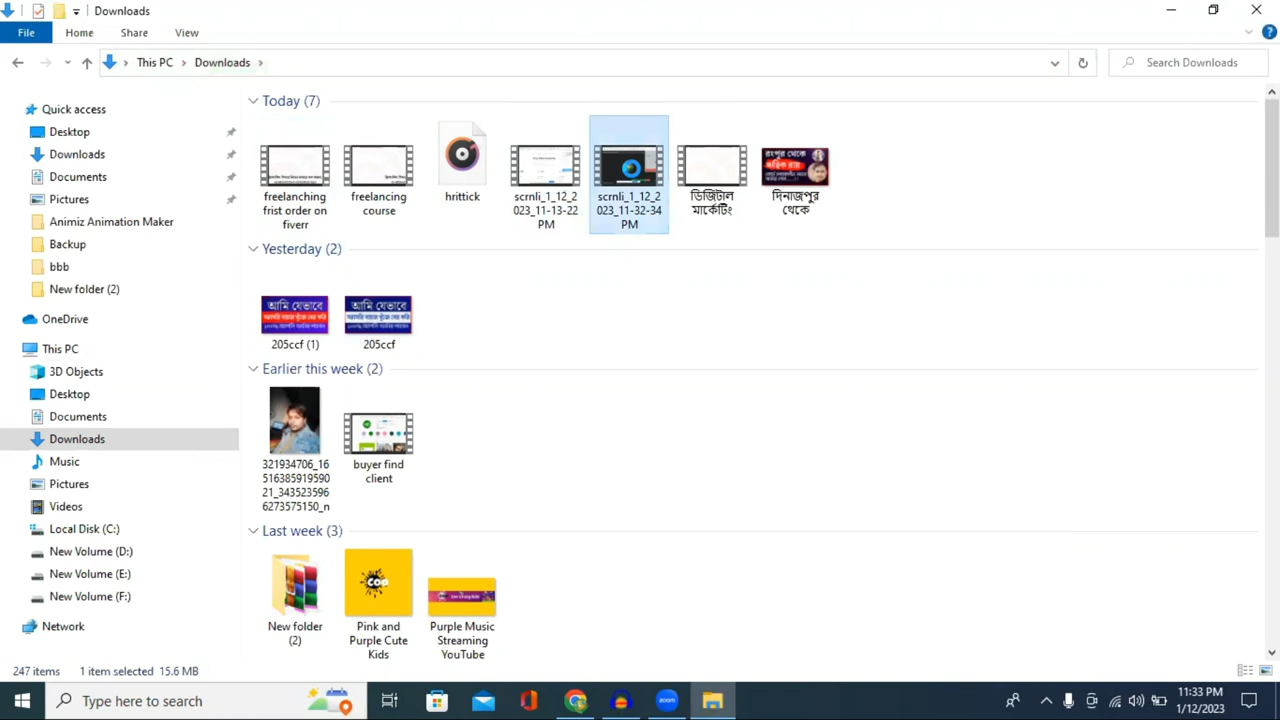 Downloads
File
Home
Share
View
This PC
Downloads
Search Downloads
Quick access
Desktop
Downloads
Documents
Pictures
Animiz Animation Maker
Backup
bbb
New folder (2)
OneDrive
This PC
3D Objects
Desktop
Documents
Downloads
Music
Pictures
Videos
Local Disk (C:)
New Volume (D:)
New Volume (E:)
New Volume (F:)
Network
Today (7)
freelanching
frist order on
fiverr
freelancing
course
hrittick
scrnli_1_12_2
023_11-13-22
PM
scrnli_1_12_2
023_11-32-34
PM
ডিজিটাল
মার্কেটিং
রংপুর থেকে
দিনাজপুর
থেকে
Yesterday (2)
আমি যেভাবে
205ccf (1)
আমি যেভাবে
205ccf
Earlier this week (2)
321934706_16
51638591959
21_343523596
6273575150_n
buyer find
client
Last week (3)
New folder
(2)
Pink and
Purple Cute
Kids
Purple Music
Streaming
YouTube
247 items
1 item selected
15.6 MB
Type here to search
zoom
11:33 PM
1/12/2023